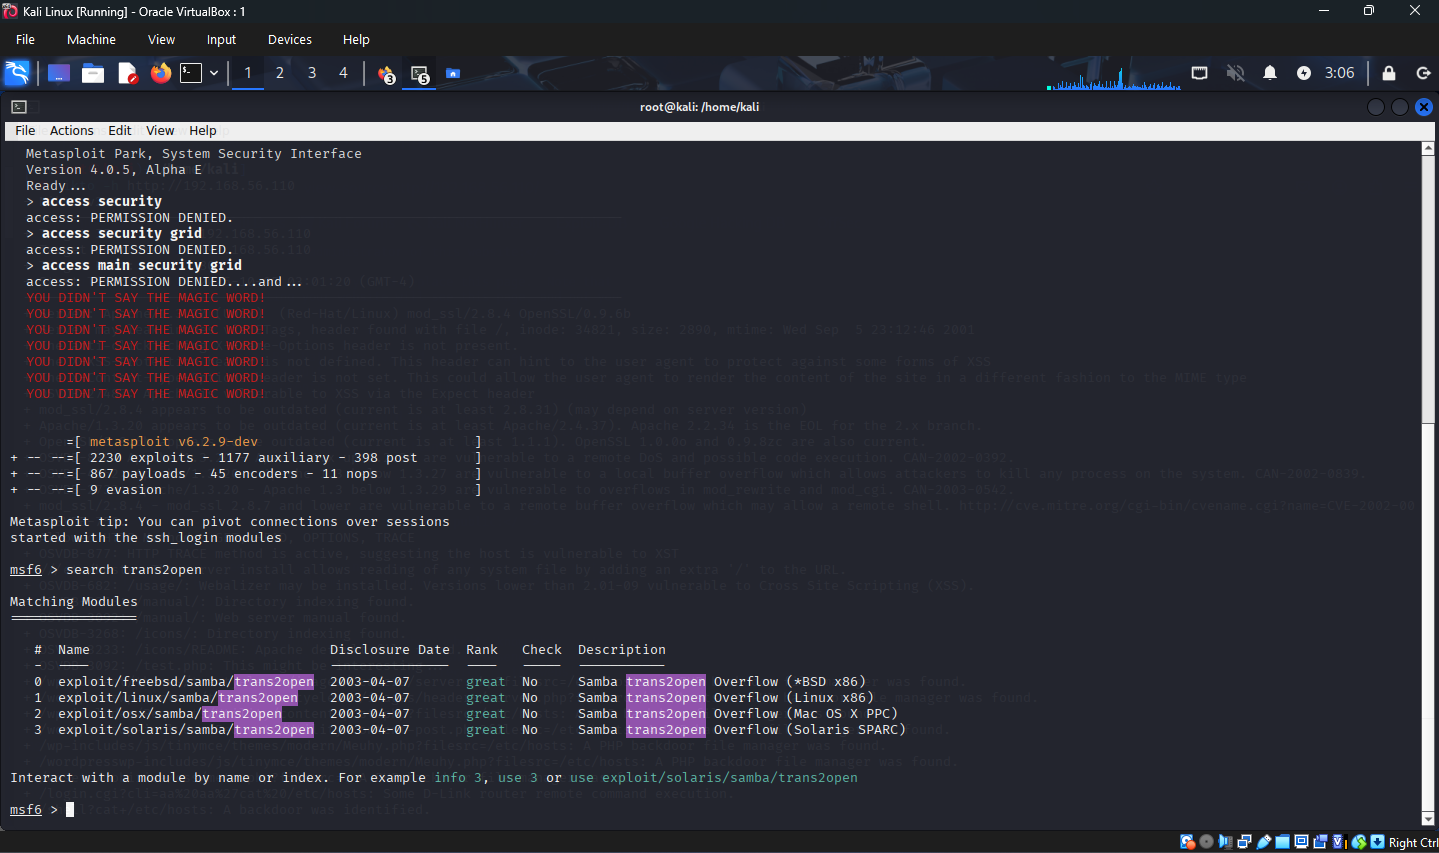 Kali Linux [Running] - Oracle VirtualBox : 1
File Machine View Input Devices Help
1 2 3 4 3 5 3:06
root@kali: /home/kali
File Actions Edit View Help
Metasploit Park, System Security Interface
Version 4.0.5, Alpha E
Ready...
> access security
access: PERMISSION DENIED.
> access security grid
access: PERMISSION DENIED.
> access main security grid
access: PERMISSION DENIED....and...
YOU DIDN'T SAY THE MAGIC WORD!
YOU DIDN'T SAY THE MAGIC WORD!
YOU DIDN'T SAY THE MAGIC WORD!
YOU DIDN'T SAY THE MAGIC WORD!
YOU DIDN'T SAY THE MAGIC WORD!
YOU DIDN'T SAY THE MAGIC WORD!
YOU DIDN'T SAY THE MAGIC WORD!
=[ metasploit v6.2.9-dev ]
+ -- --=[ 2230 exploits - 1177 auxiliary - 398 post ]
+ -- --=[ 867 payloads - 45 encoders - 11 nops ]
+ -- --=[ 9 evasion ]
Metasploit tip: You can pivot connections over sessions
started with the ssh_login modules
msf6 > search trans2open
Matching Modules
================
# Name Disclosure Date Rank Check Description
- ---- --------------- ---- ----- -----------
0 exploit/freebsd/samba/trans2open 2003-04-07 great No Samba trans2open Overflow (*BSD x86)
1 exploit/linux/samba/trans2open 2003-04-07 great No Samba trans2open Overflow (Linux x86)
2 exploit/osx/samba/trans2open 2003-04-07 great No Samba trans2open Overflow (Mac OS X PPC)
3 exploit/solaris/samba/trans2open 2003-04-07 great No Samba trans2open Overflow (Solaris SPARC)
Interact with a module by name or index. For example info 3, use 3 or use exploit/solaris/samba/trans2open
msf6 >
Right Ctrl